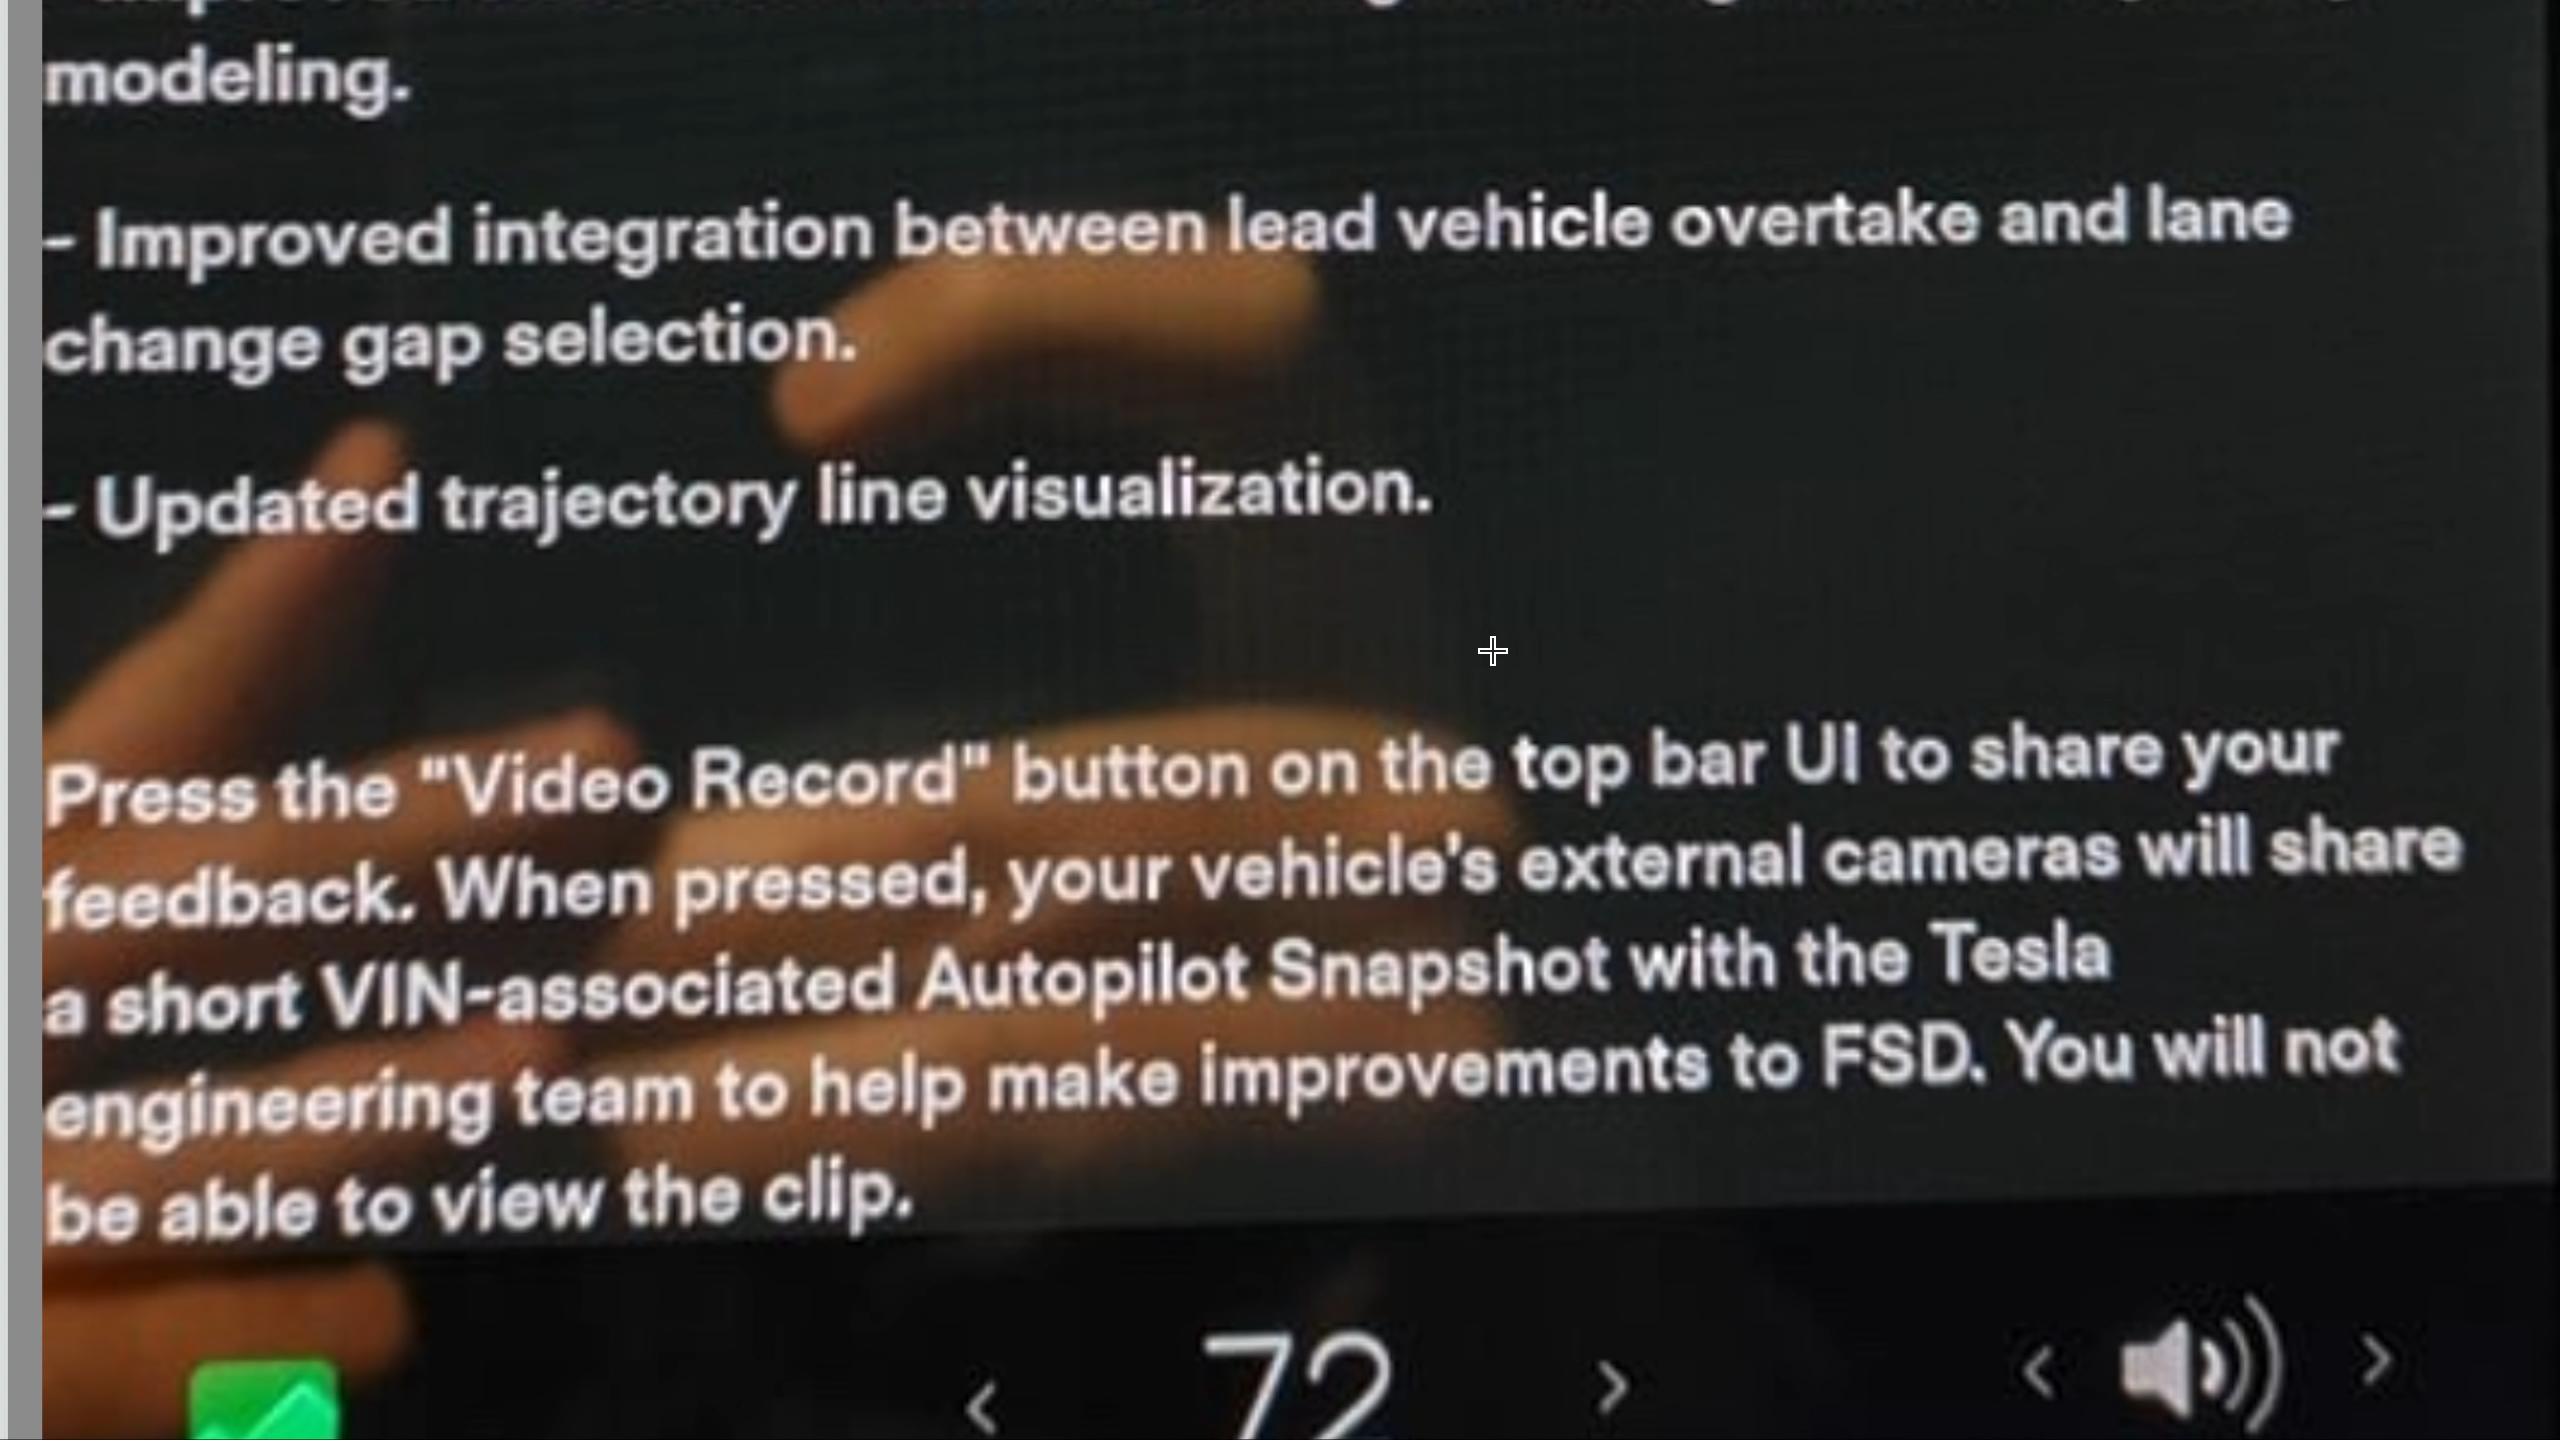 modeling.
- Improved integration between lead vehicle overtake and lane
change gap selection.
- Updated trajectory line visualization.
Press the "Video Record" button on the top bar UI to share your
feedback. When pressed, your vehicle's external cameras will share
a short VIN-associated Autopilot Snapshot with the Tesla
engineering team to help make improvements to FSD. You will not
be able to view the clip.
72